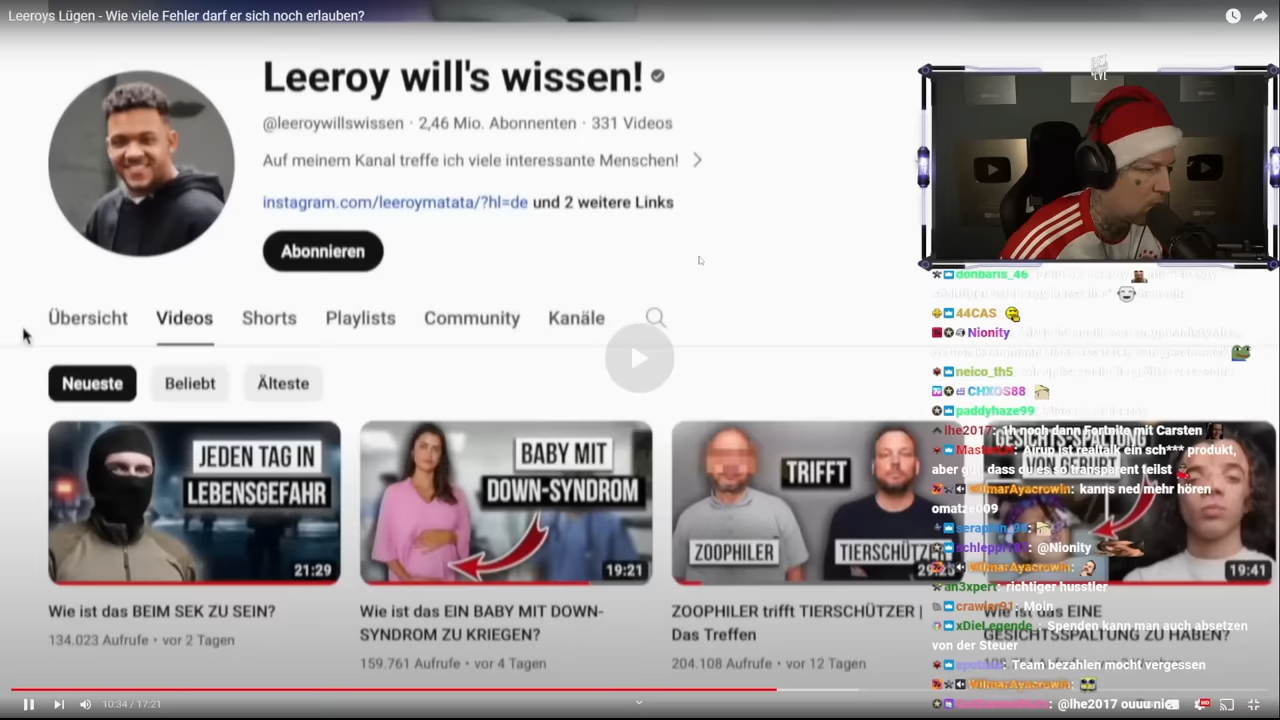 Leeroys Lügen - Wie viele Fehler darf er sich noch erlauben?
Leeroy will's wissen!
@leeroywillswissen · 2,46 Mio. Abonnenten · 331 Videos
Auf meinem Kanal treffe ich viele interessante Menschen!
instagram.com/leeroymatata/?hl=de und 2 weitere Links
Abonnieren
Übersicht Videos Shorts Playlists Community Kanäle
Neueste Beliebt Älteste
JEDEN TAG IN
LEBENSGEFAHR
21:29
BABY MIT
DOWN-SYNDROM
19:21
TRIFFT
ZOOPHILER
TIERSCHÜTZER
GESICHTS-SPALTUNG
19:41
Wie ist das BEIM SEK ZU SEIN?
134.023 Aufrufe · vor 2 Tagen
Wie ist das EIN BABY MIT DOWN-
SYNDROM ZU KRIEGEN?
159.761 Aufrufe · vor 4 Tagen
ZOOPHILER trifft TIERSCHÜTZER |
Das Treffen
204.108 Aufrufe · vor 12 Tagen
Wie ist das EINE
GESICHTSSPALTUNG ZU HABEN?
donbaris_46
44CAS
Nionity
neico_th5
CHXOS88
paddyhaze99
lhe2017: 1h noch dann Fortnite mit Carsten
Airup ist realtalk ein sch*** produkt,
aber gut, dass du es so transparent teilst
WilmarAyacrowin: kanns ned mehr hören
omatze009
@Nionity
WilmarAyacrowin:
an3xpert: richtiger husstler
Moin
xDieLegende : Spenden kann man auch absetzen
von der Steuer
Team bezahlen mocht vergessen
WilmarAyacrowin:
@lhe2017 ouuu
10:34 / 17:21